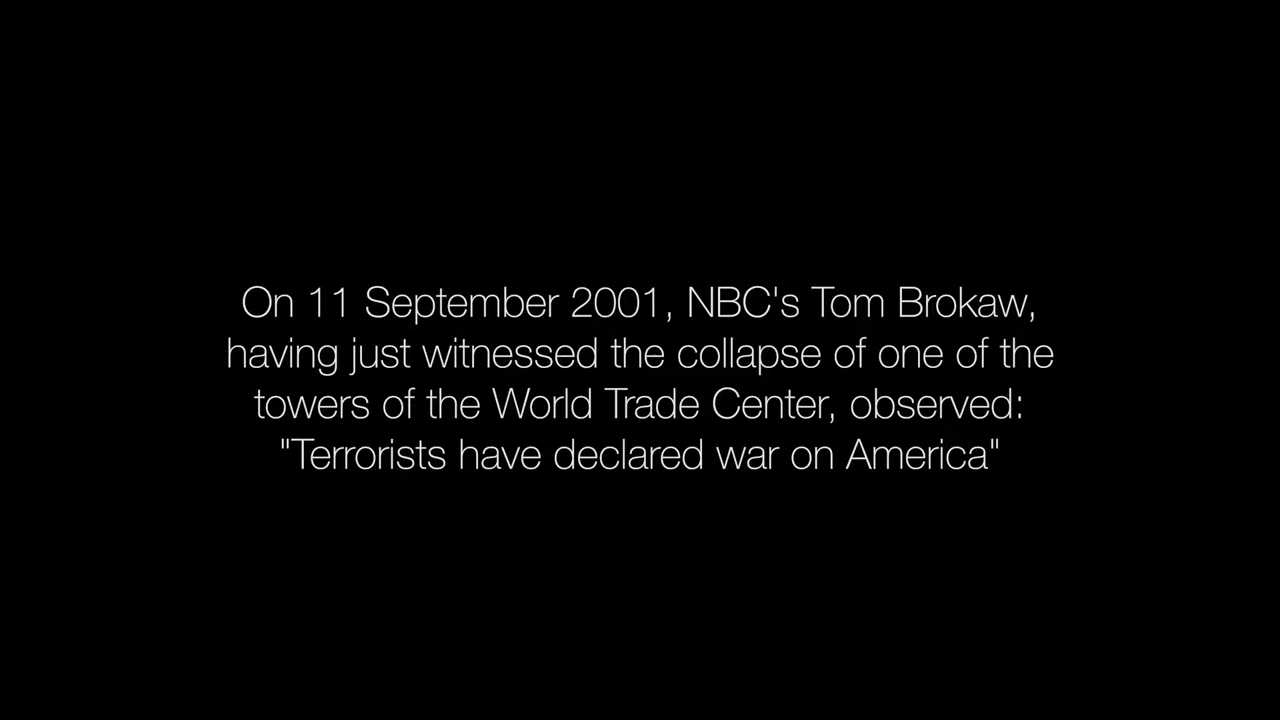 On 11 September 2001, NBC's Tom Brokaw,
having just witnessed the collapse of one of the
towers of the World Trade Center, observed:
"Terrorists have declared war on America"